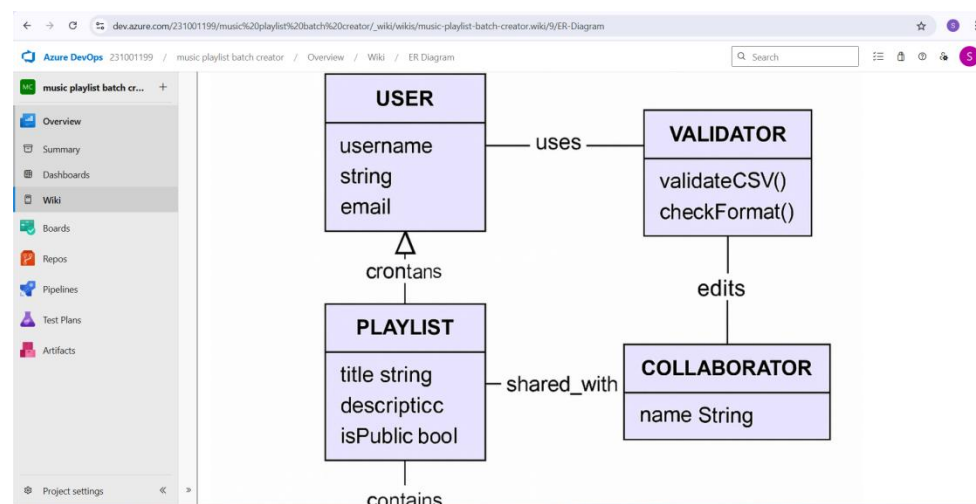 dev.azure.com/231001199/music%20playlist%20batch%20creator/_wiki/wikis/music-playlist-batch-creator.wiki/9/ER-Diagram
S
Azure DevOps 231001199 / music playlist batch creator / Overview / Wiki / ER Diagram
Search
S
MC music playlist batch cr... +
Overview
Summary
Dashboards
Wiki
Boards
Repos
Pipelines
Test Plans
Artifacts
Project settings
USER
username
string
email
uses
VALIDATOR
validateCSV()
checkFormat()
crontans
edits
PLAYLIST
title string
descripticc
isPublic bool
shared_with
COLLABORATOR
name String
contains